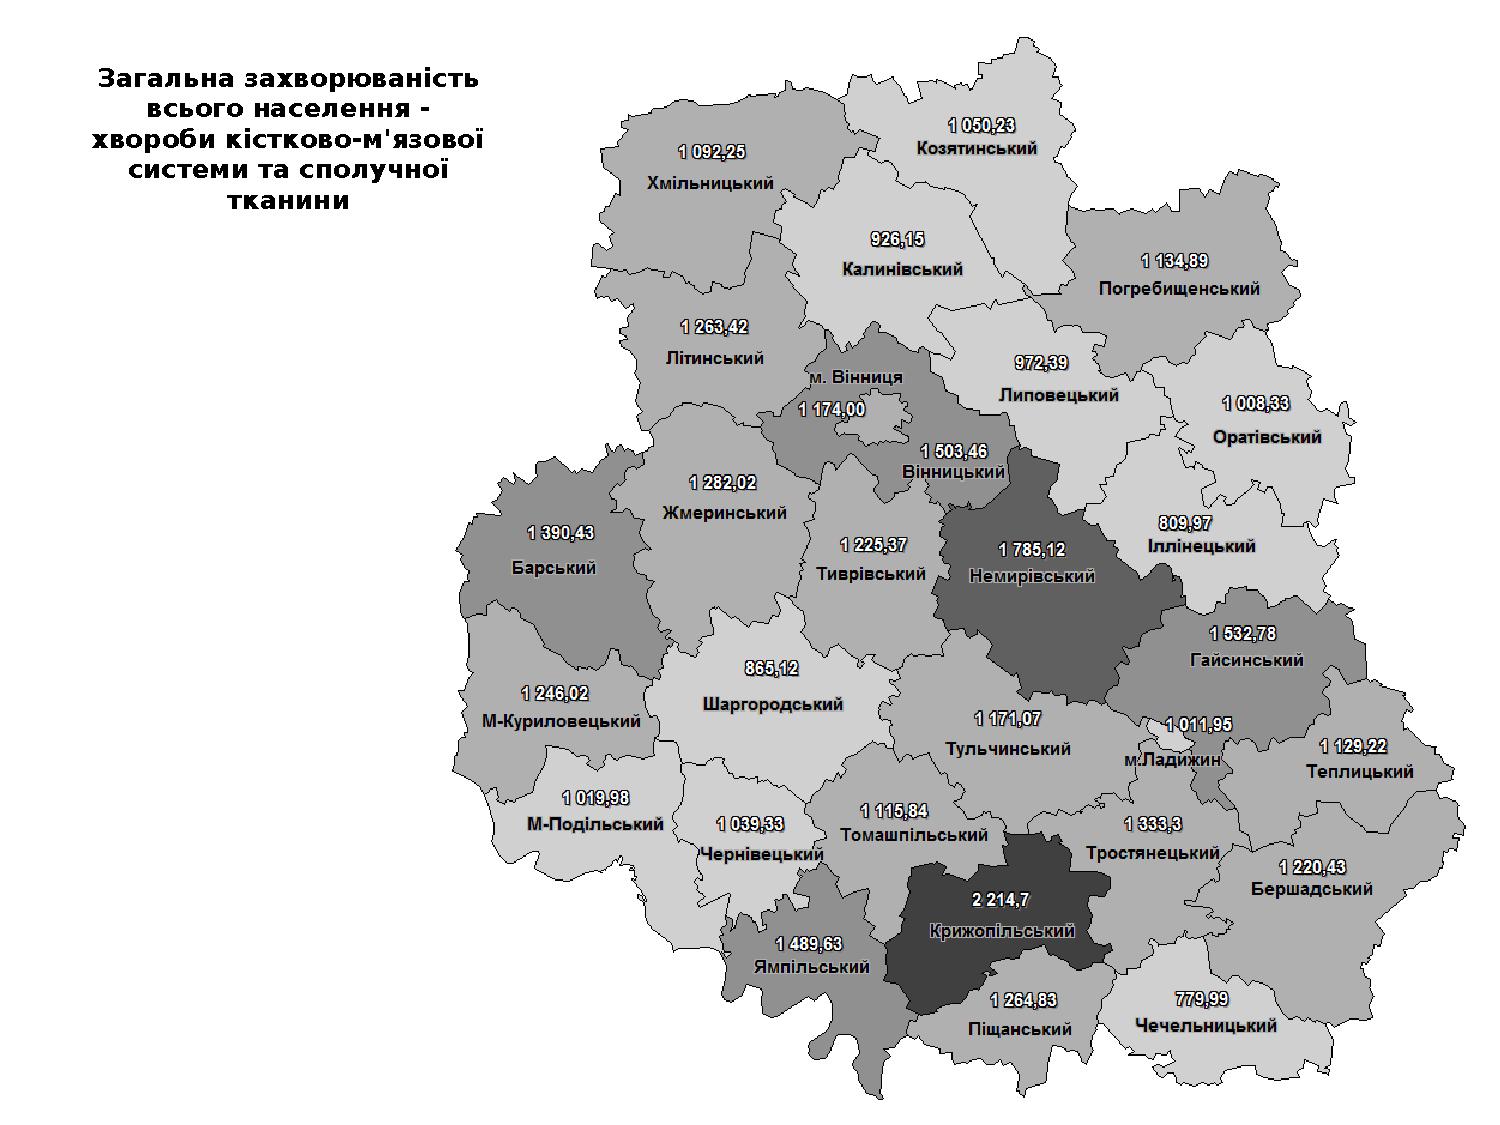 Загальна захворюваність
всього населення -
хвороби кістково-м'язової
системи та сполучної
тканини
1 050,23
Козятинський
1 092,25
Хмільницький
926,15
Калинівський
1 134,89
Погребищенський
1 263,42
Літинський
972,39
Липовецький
м. Вінниця
1 174,00
1 008,33
Оратівський
1 503,46
Вінницький
1 282,02
Жмеринський
1 390,43
Барський
1 225,37
Тиврівський
1 785,12
Немирівський
809,97
Іллінецький
1 532,78
Гайсинський
865,12
Шаргородський
1 246,02
М-Куриловецький
1 171,07
Тульчинський
1 011,95
м.Ладижин
1 129,22
Теплицький
1 019,98
М-Подільський
1 039,33
Чернівецький
1 115,84
Томашпільський
1 333,3
Тростянецький
1 220,43
Бершадський
2 214,7
Крижопільський
1 489,63
Ямпільський
1 264,83
Піщанський
779,99
Чечельницький